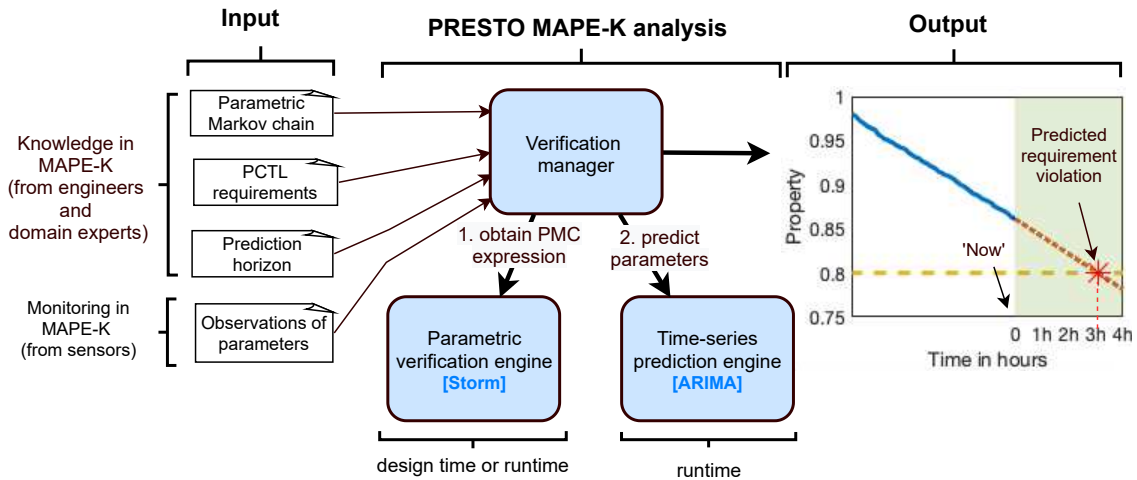 Input
PRESTO MAPE-K analysis
Output
Knowledge in
MAPE-K
(from engineers
and
domain experts)
Monitoring in
MAPE-K
(from sensors)
Parametric
Markov chain
PCTL
requirements
Prediction
horizon
Observations of
parameters
Verification
manager
1. obtain PMC
expression
2. predict
parameters
Parametric
verification engine
[Storm]
Time-series
prediction engine
[ARIMA]
design time or runtime
runtime
1
0.95
0.9
0.85
0.8
0.75
Property
Predicted
requirement
violation
'Now'
0 1h 2h 3h 4h
Time in hours